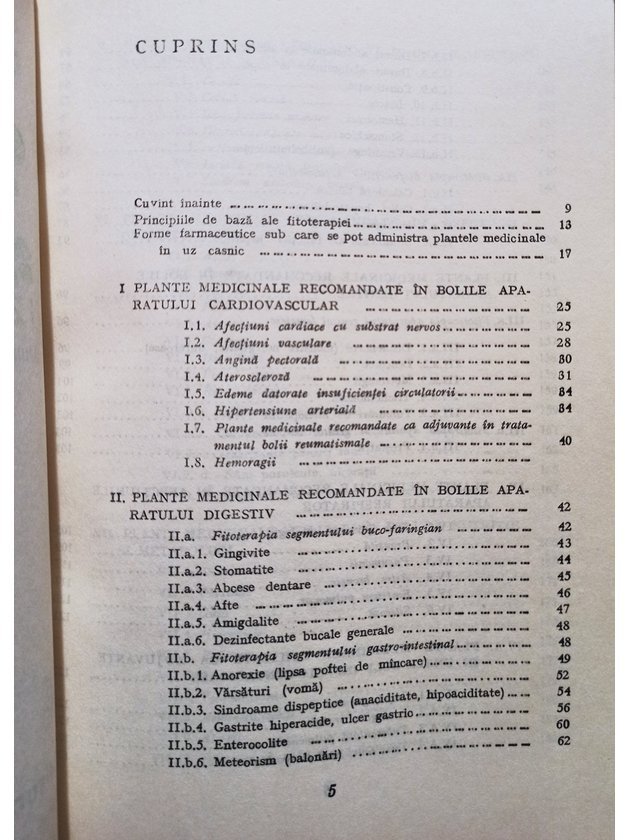 CUPRINS
Cuvînt înainte 9
Principiile de bază ale fitoterapiei 13
Forme farmaceutice sub care se pot administra plantele medicinale
în uz casnic 17
I PLANTE MEDICINALE RECOMANDATE ÎN BOLILE APA-
RATULUI CARDIOVASCULAR 25
I.1. Afecțiuni cardiace cu substrat nervos 25
I.2. Afecțiuni vasculare 28
I.3. Angină pectorală 30
I.4. Ateroscleroză 31
I.5 Edeme datorate insuficienței circulatorii 34
I.6. Hipertensiune arterială 34
I.7 Plante medicinale recomandate ca adjuvante în trata-
mentul bolii reumatismale 40
I.8. Hemoragii
II. PLANTE MEDICINALE RECOMANDATE ÎN BOLILE APA-
RATULUI DIGESTIV 42
II.a. Fitoterapia segmentului buco-faringian 42
II.a.1. Gingivite 43
II.a.2. Stomatite 44
II.a.3. Abcese dentare 45
II.a.4. Afte 46
II.a.5. Amigdalite 47
II.a.6. Dezinfectante bucale generale 48
II.b. Fitoterapia segmentului gastro-intestinal 48
II.b.1. Anorexie (lipsa poftei de mîncare) 49
II.b.2. Vărsături (vomă) 52
II.b.3. Sindroame dispeptice (anaciditate, hipoaciditate) 54
II.b.4. Gastrite hiperacide, ulcer gastric 56
II.b.5. Enterocolite 60
II.b.6. Meteorism (balonări) 62
5